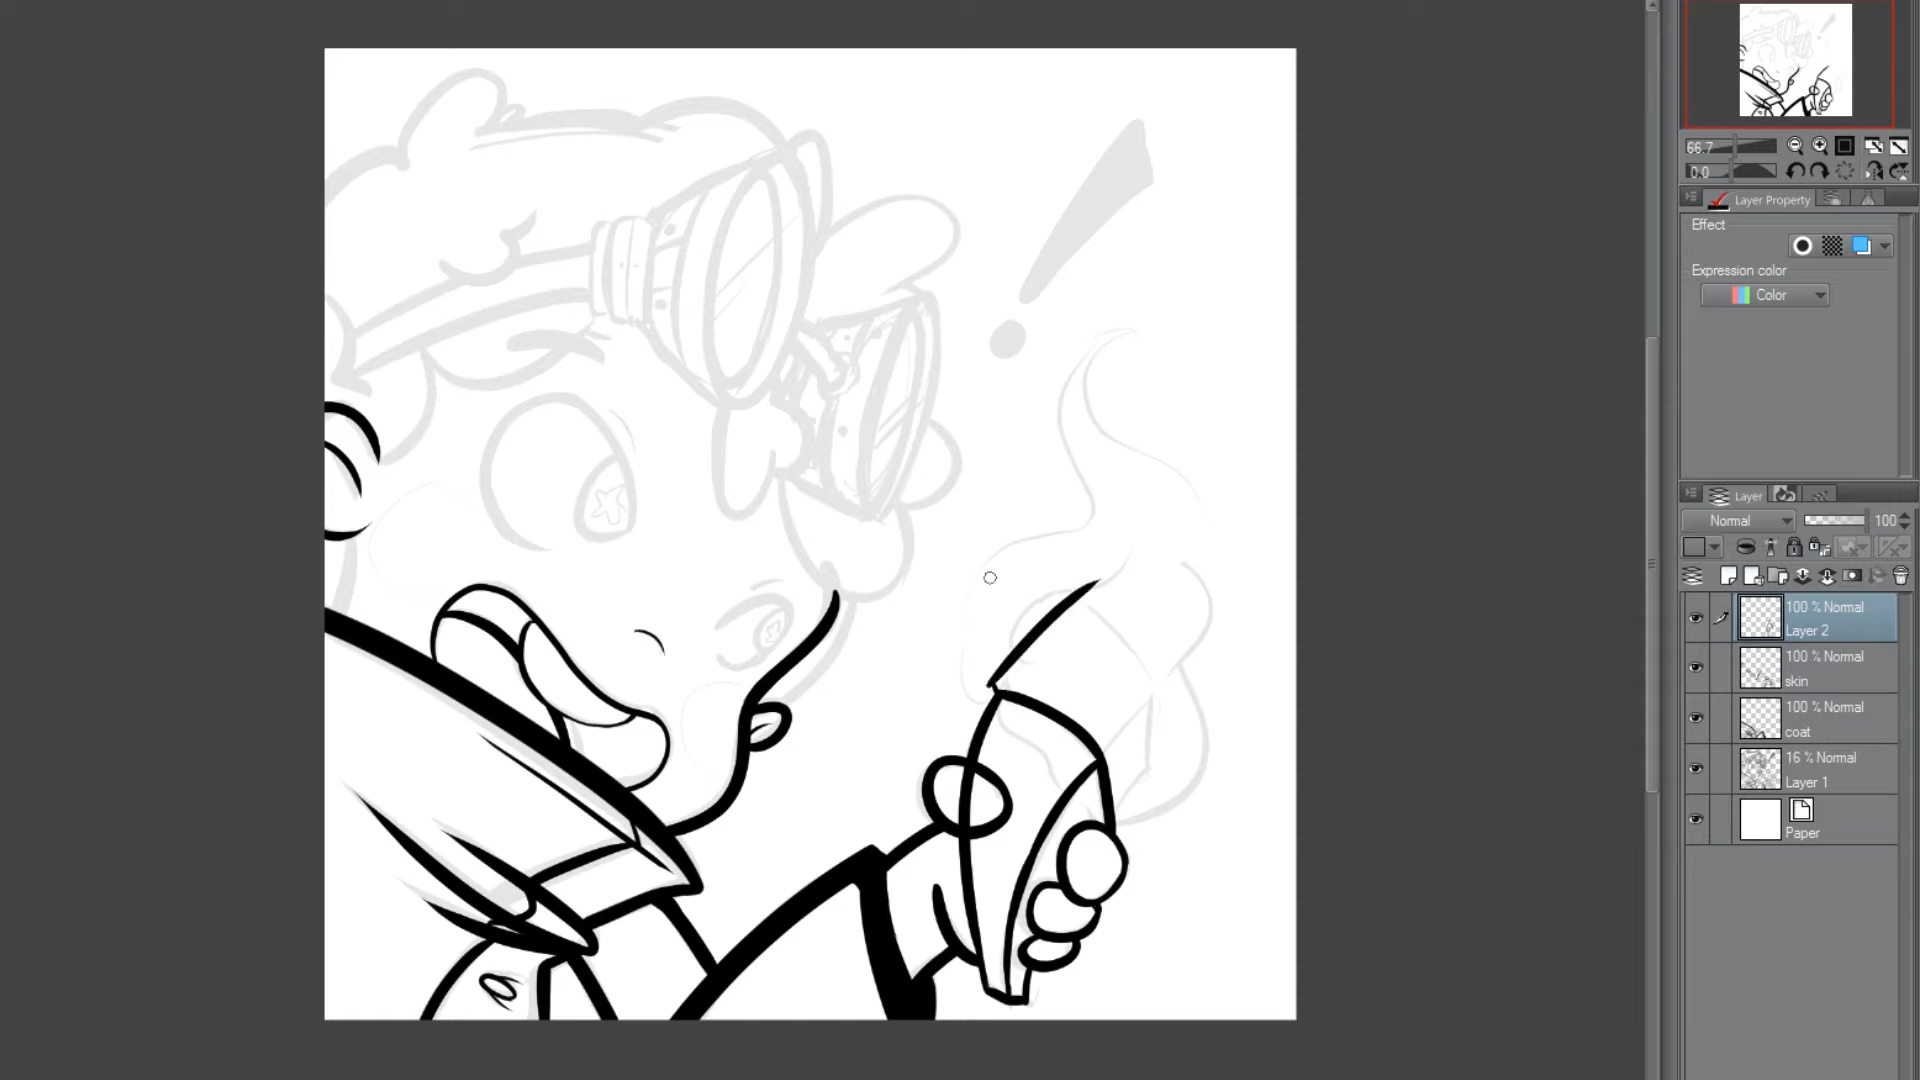 66.7
0.0
Layer Property
Effect
Expression color
Color
Layer
Normal 100
100 % Normal
Layer 2
100 % Normal
skin
100 % Normal
coat
16 % Normal
Layer 1
Paper
!